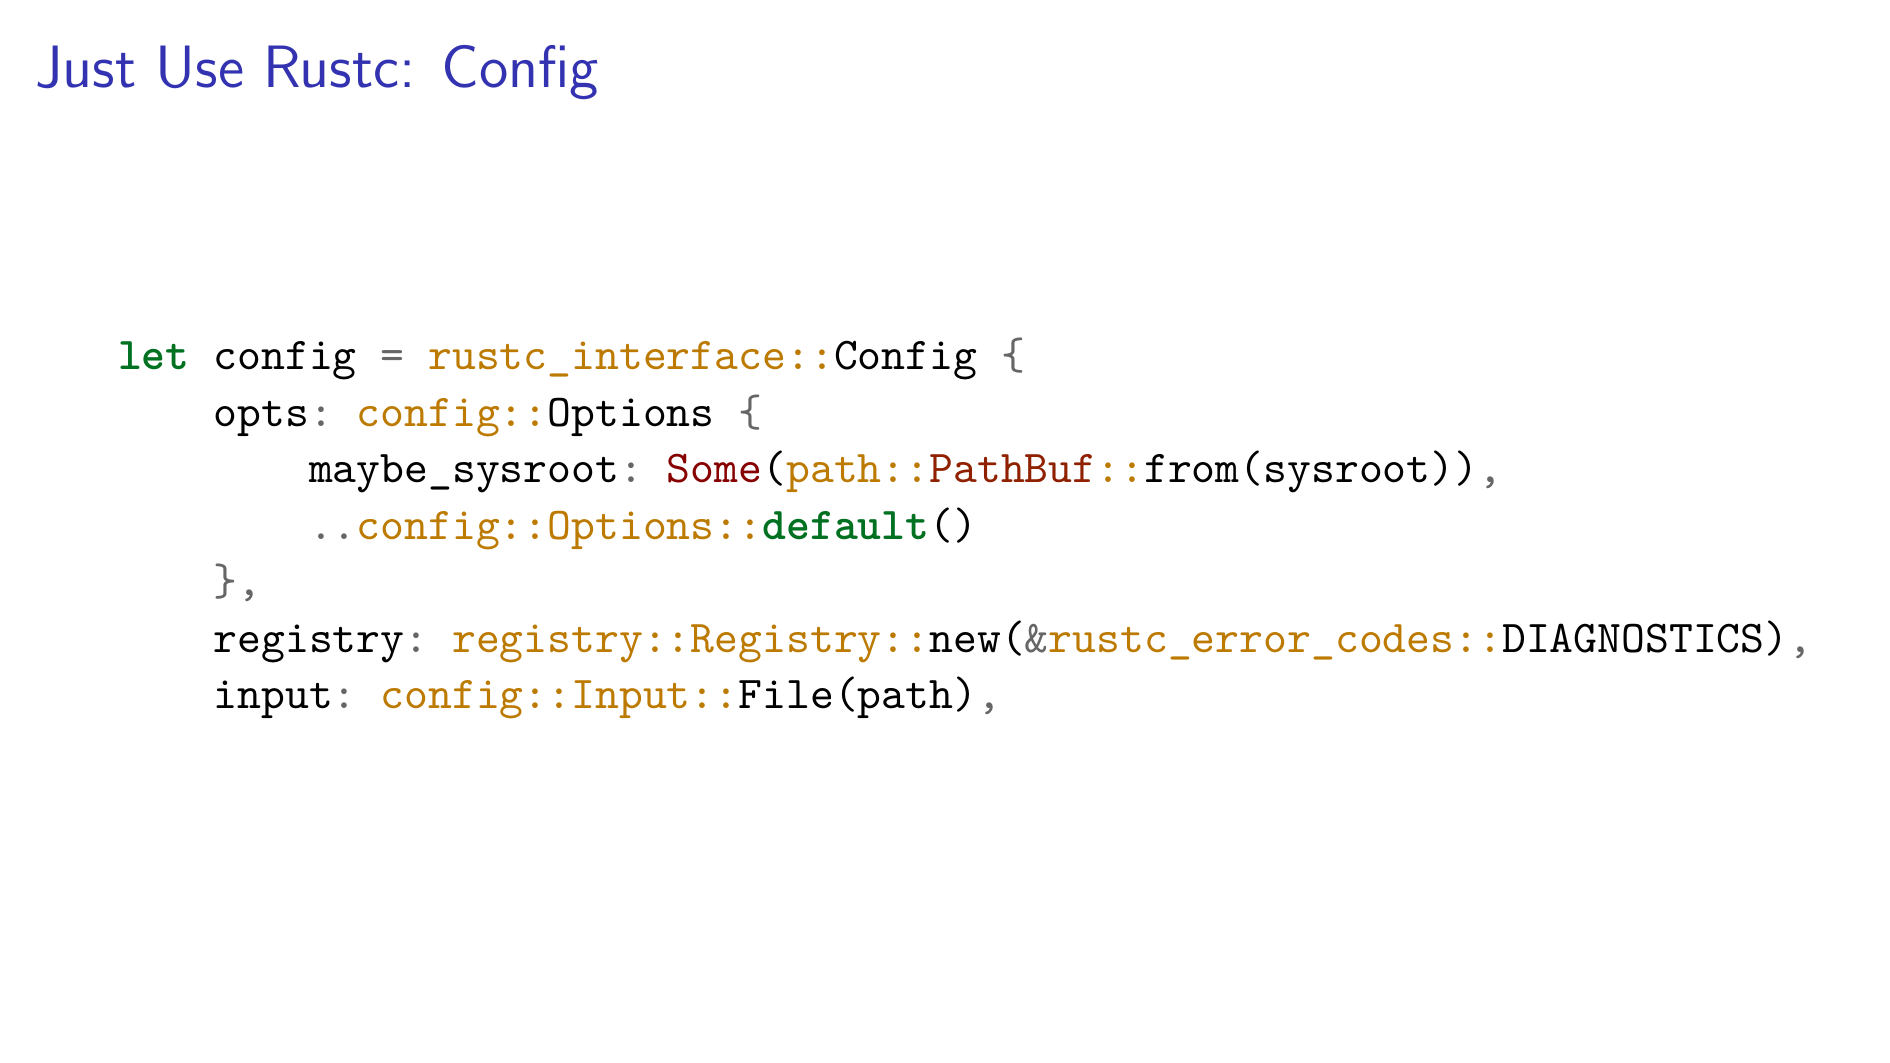 Just Use Rustc: Config
let config = rustc_interface::Config {
    opts: config::Options {
        maybe_sysroot: Some(path::PathBuf::from(sysroot)),
        ..config::Options::default()
    },
    registry: registry::Registry::new(&rustc_error_codes::DIAGNOSTICS),
    input: config::Input::File(path),